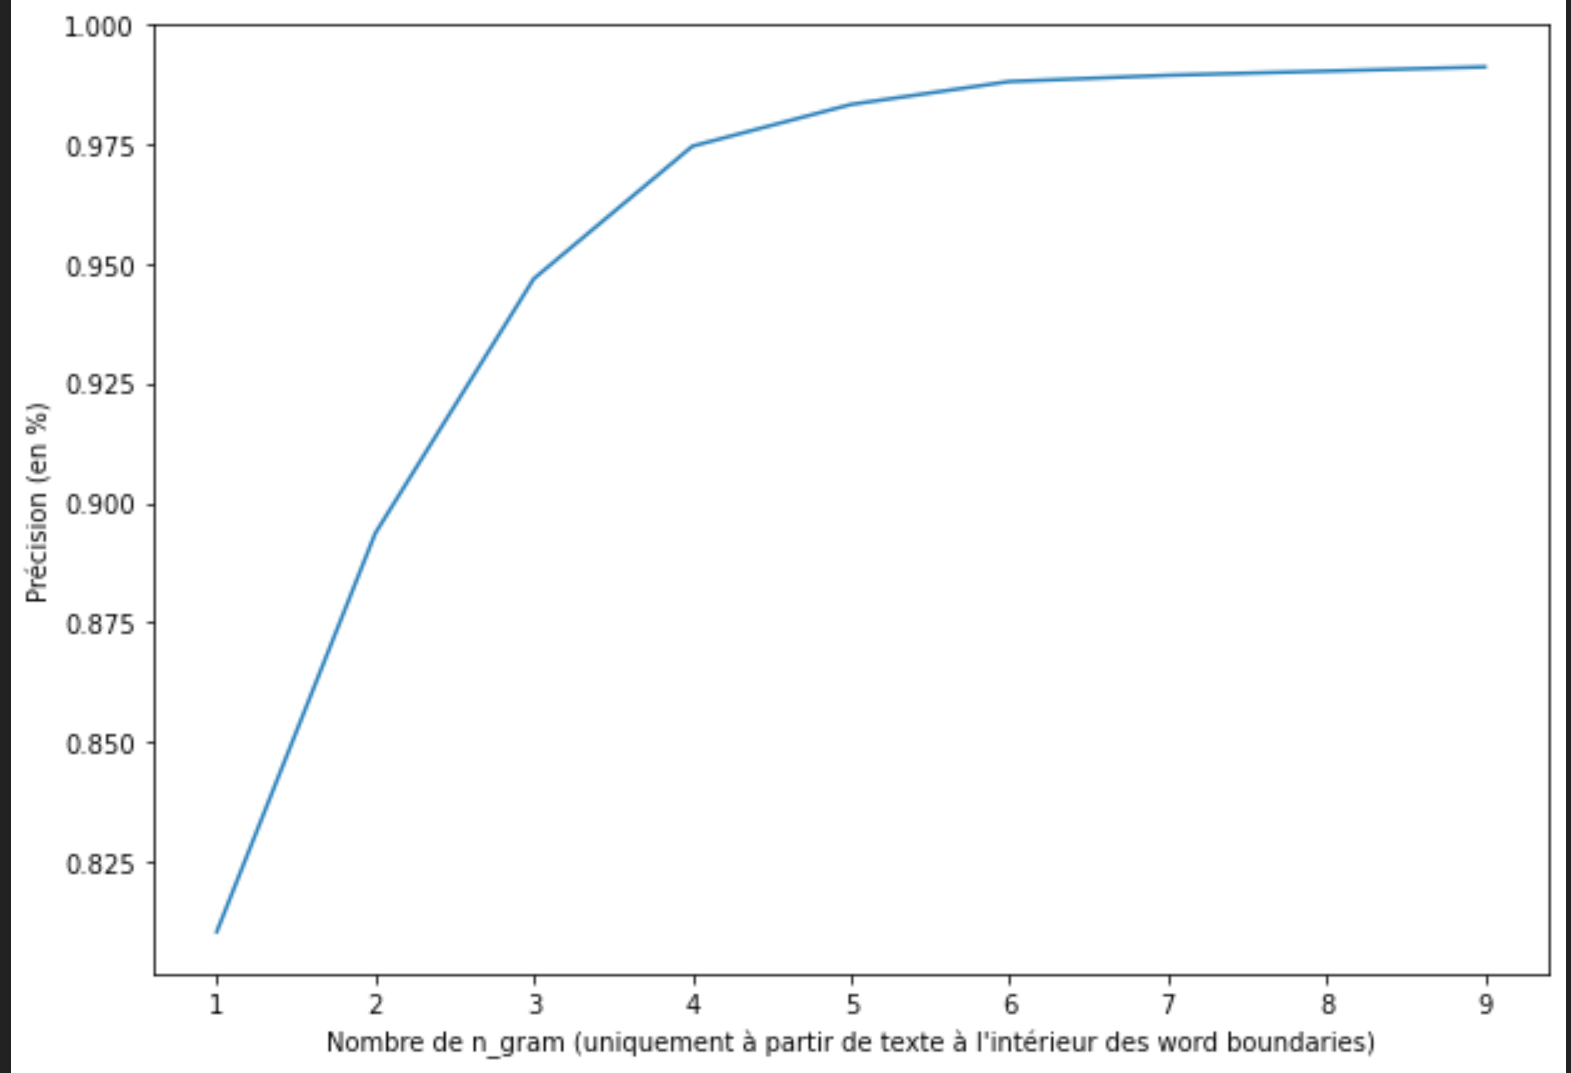 1.000
0.975
0.950
0.925
0.900
0.875
0.850
0.825
Précision (en %)
1 2 3 4 5 6 7 8 9
Nombre de n_gram (uniquement à partir de texte à l'intérieur des word boundaries)